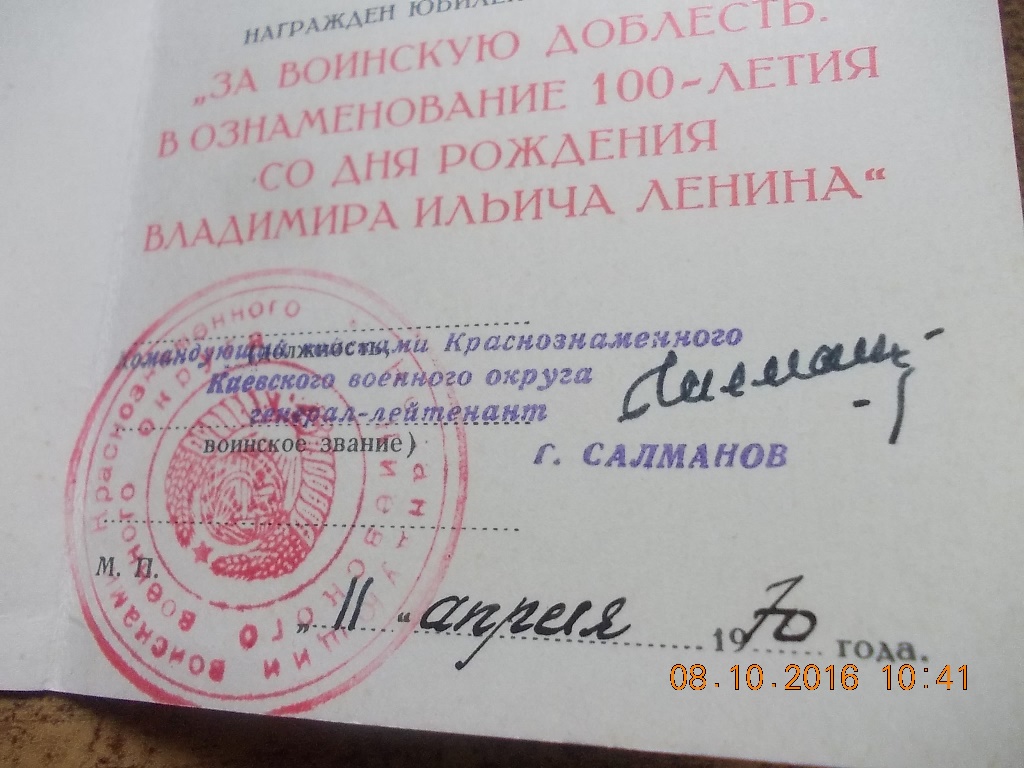 НАГРАЖДЕН
„ЗА ВОИНСКУЮ ДОБЛЕСТЬ.
В ОЗНАМЕНОВАНИЕ 100-ЛЕТИЯ
СО ДНЯ РОЖДЕНИЯ
ВЛАДИМИРА ИЛЬИЧА ЛЕНИНА“
Командующий войсками Краснознаменного
(должность,
Киевского военного округа
генерал-лейтенант
воинское звание)
Г. САЛМАНОВ
М. П.
„11“ апреля 1970 года.
08.10.2016 10:41